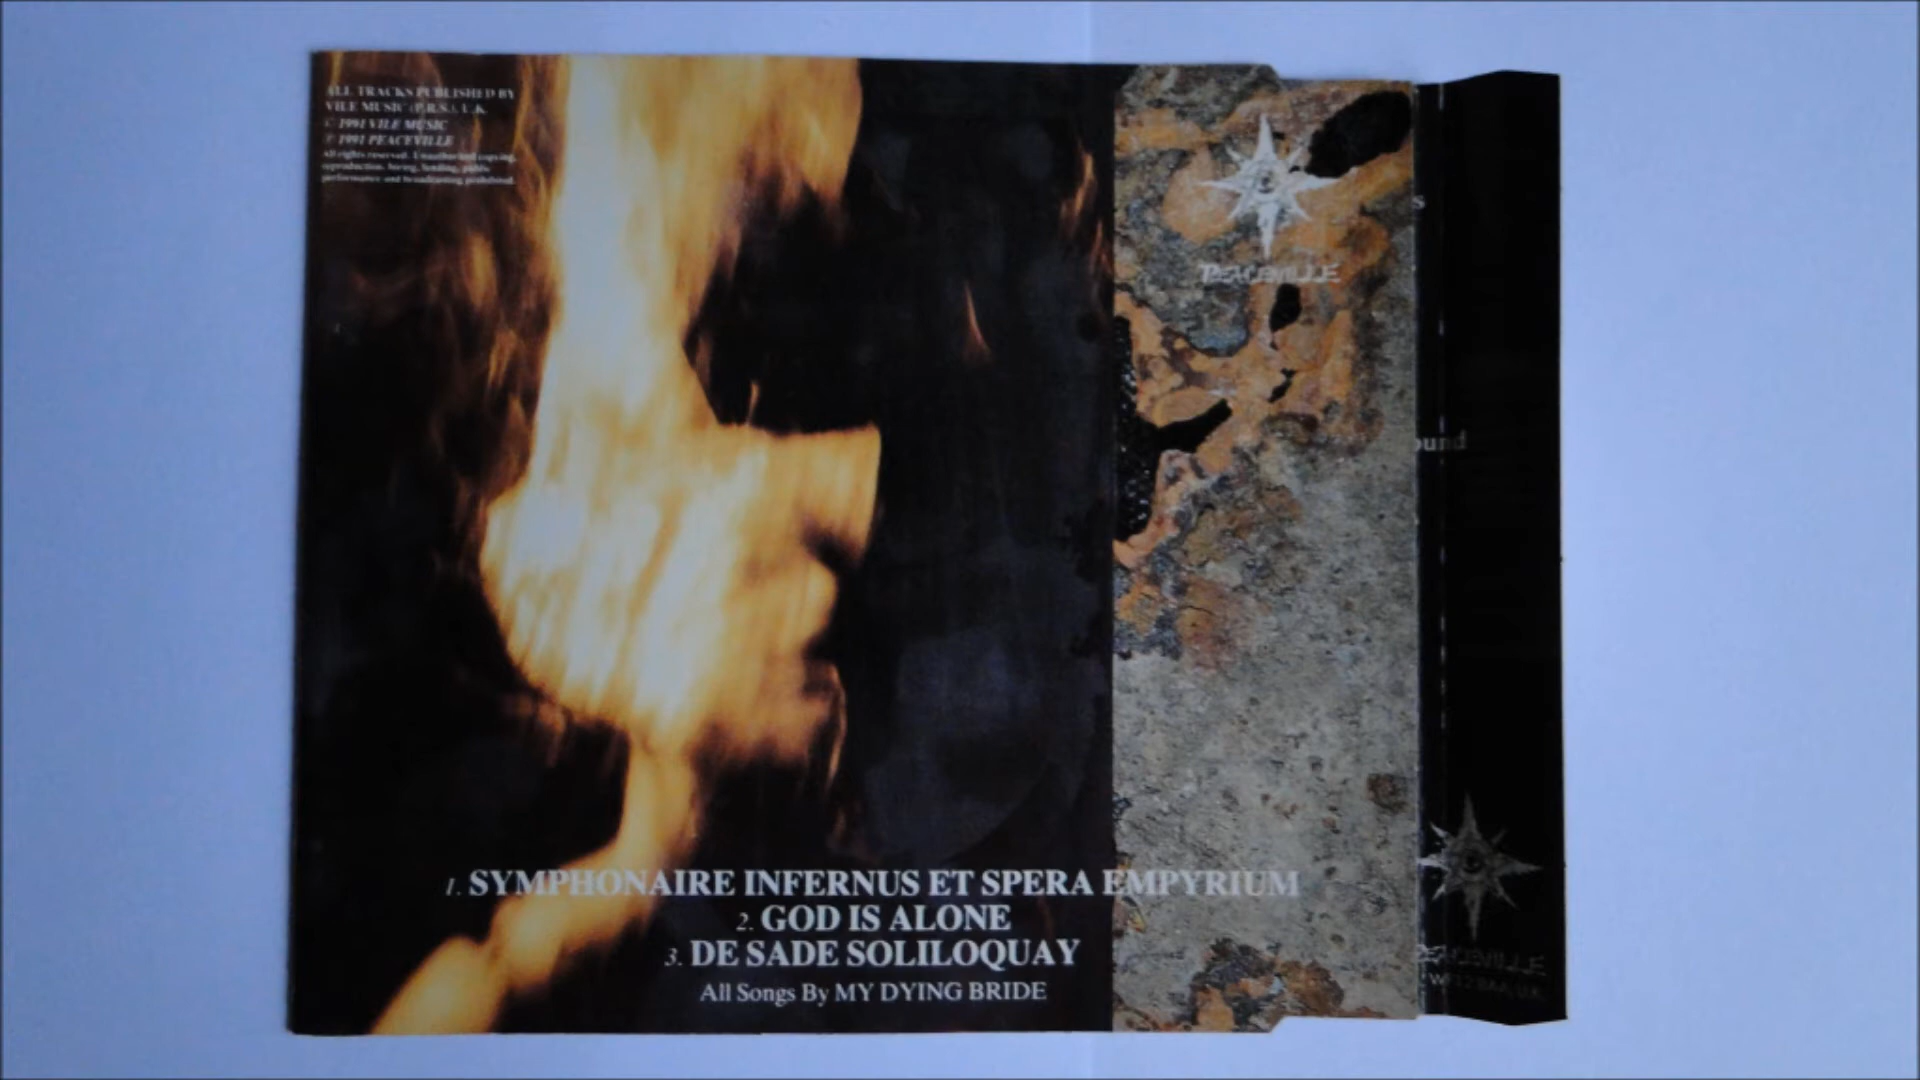 ALL TRACKS PUBLISHED BY
VILE MUSIC (P.R.S.), U.K.
© 1991 VILE MUSIC
℗ 1991 PEACEVILLE
All rights reserved. Unauthorised copying,
reproduction, hiring, lending, public
performance and broadcasting prohibited.
PEACEVILLE
s
ound
1. SYMPHONAIRE INFERNUS ET SPERA EMPYRIUM
2. GOD IS ALONE
3. DE SADE SOLILOQUAY
All Songs By MY DYING BRIDE
PEACEVILLE